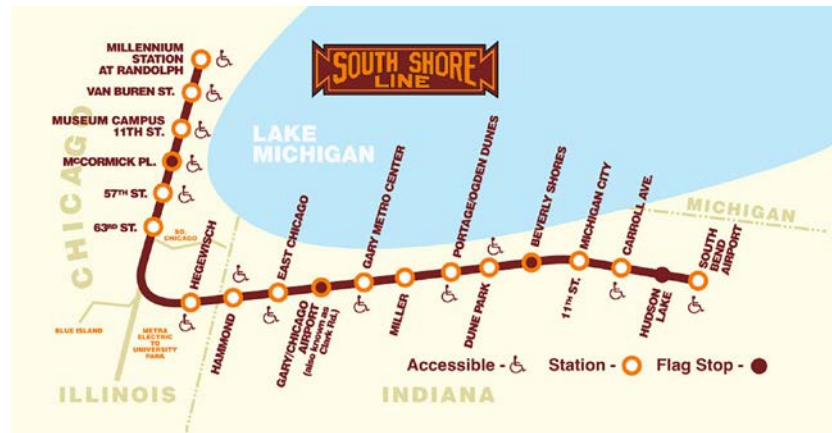 MILLENNIUM
STATION
AT RANDOLPH
VAN BUREN ST.
MUSEUM CAMPUS
11TH ST.
McCORMICK PL.
57TH ST.
63RD ST.
CHICAGO
SO.
CHICAGO
BLUE ISLAND
METRA
ELECTRIC
TO
UNIVERSITY
PARK
ILLINOIS
SOUTH SHORE
LINE
LAKE
MICHIGAN
HEGEWISCH
HAMMOND
EAST CHICAGO
GARY/CHICAGO
AIRPORT
(also known as
Clark Rd.)
GARY METRO CENTER
MILLER
PORTAGE/OGDEN DUNES
DUNE PARK
BEVERLY SHORES
MICHIGAN CITY
11TH ST.
CARROLL AVE.
HUDSON
LAKE
SOUTH
BEND
AIRPORT
MICHIGAN
INDIANA
Accessible - Station - Flag Stop -